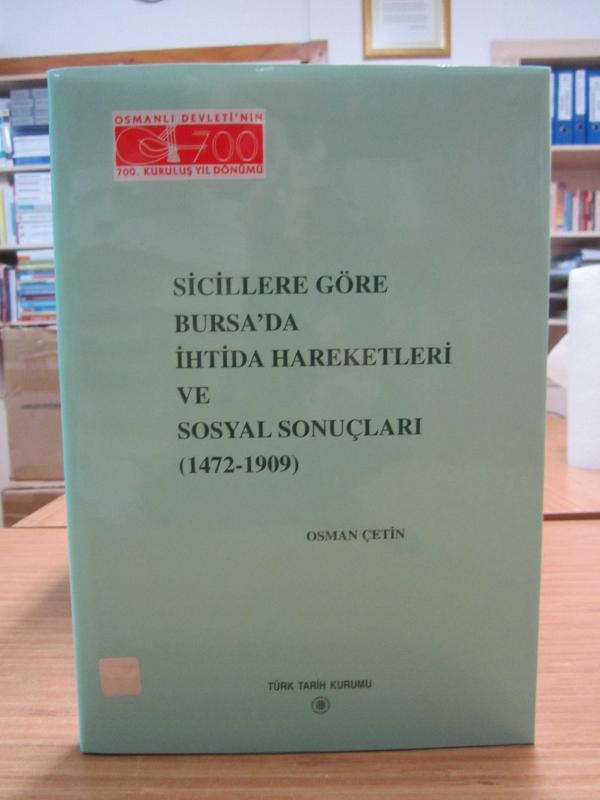 OSMANLI DEVLETİ'NİN
700
700. KURULUŞ YIL DÖNÜMÜ
SİCİLLERE GÖRE
BURSA'DA
İHTİDA HAREKETLERİ
VE
SOSYAL SONUÇLARI
(1472-1909)
OSMAN ÇETİN
TÜRK TARİH KURUMU